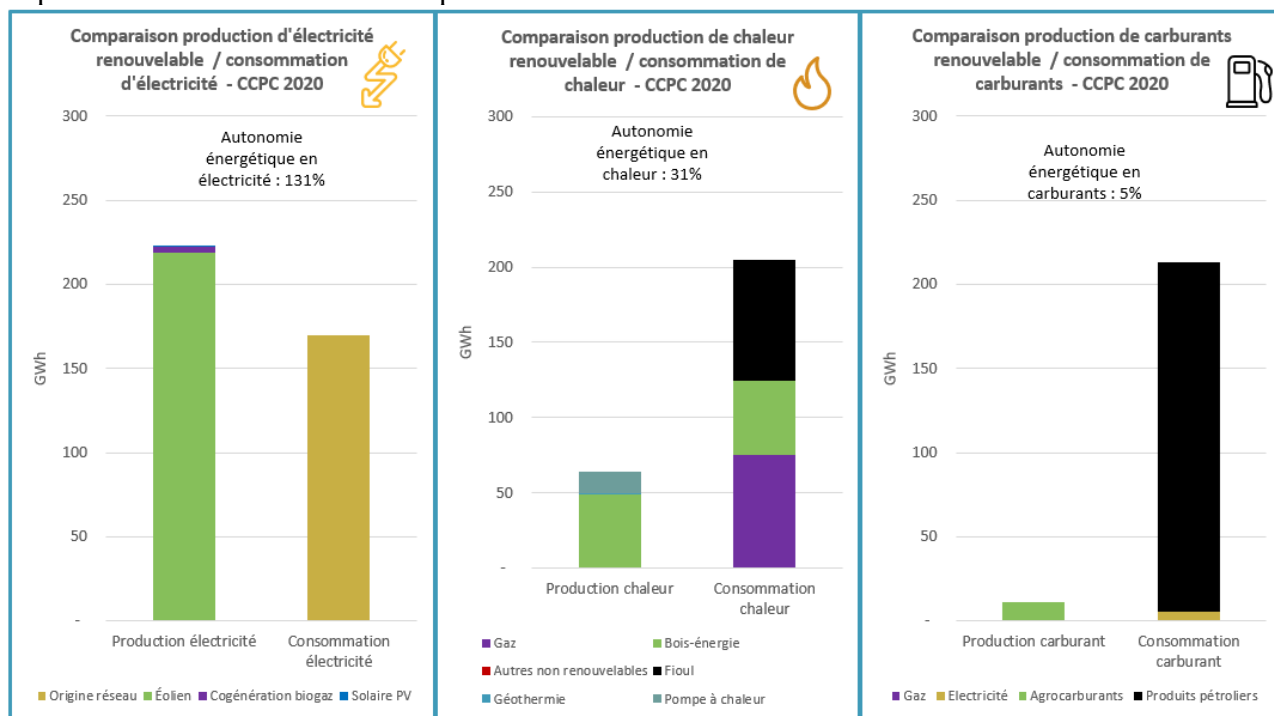 Comparaison production d'électricité
renouvelable / consommation
d'électricité - CCPC 2020
300
Autonomie
énergétique en
électricité : 131%
250
200
GWh
150
100
50
-
Production électricité
Consommation
électricité
Origine réseau Éolien Cogénération biogaz Solaire PV
Comparaison production de chaleur
renouvelable / consommation de
chaleur - CCPC 2020
300
Autonomie
énergétique en
chaleur : 31%
250
200
GWh
150
100
50
-
Production chaleur
Consommation
chaleur
Gaz Bois-énergie
Autres non renouvelables Fioul
Géothermie Pompe à chaleur
Comparaison production de carburants
renouvelable / consommation de
carburants - CCPC 2020
300
Autonomie
énergétique en
carburants : 5%
250
200
GWh
150
100
50
-
Production carburant
Consommation
carburant
Gaz Electricité Agrocarburants Produits pétroliers